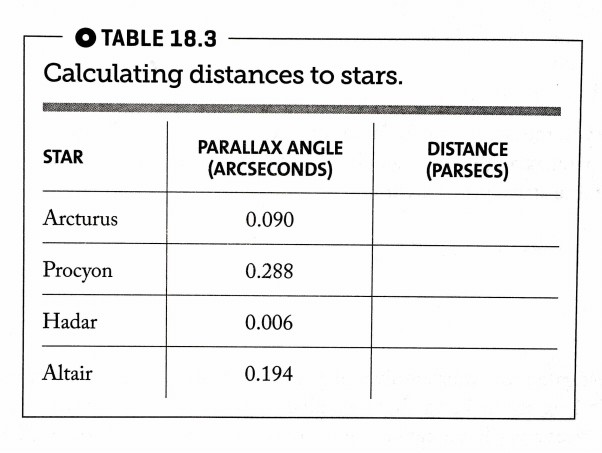 TABLE 18.3
Calculating distances to stars.
STAR PARALLAX ANGLE (ARCSECONDS) DISTANCE (PARSECS)
Arcturus 0.090
Procyon 0.288
Hadar 0.006
Altair 0.194